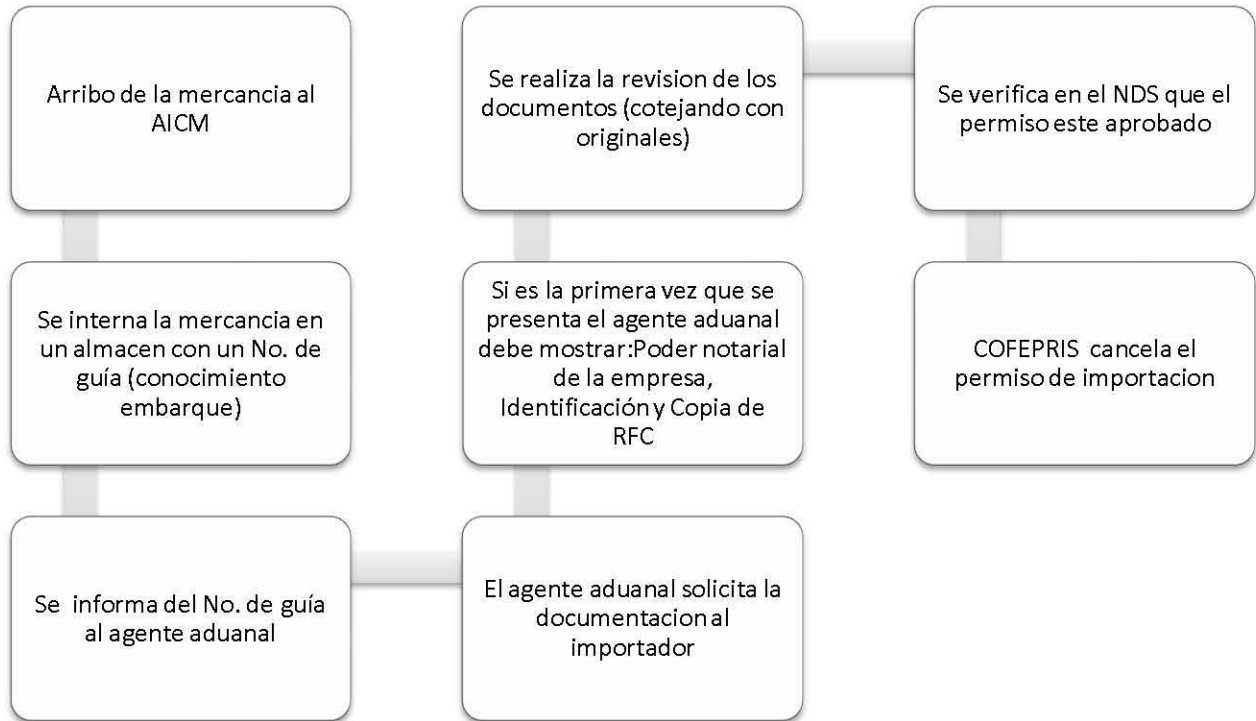 Arribo de la mercancia al
AICM
Se interna la mercancia en
un almacen con un No. de
guía (conocimiento
embarque)
Se informa del No. de guía
al agente aduanal
El agente aduanal solicita la
documentacion al
importador
Si es la primera vez que se
presenta el agente aduanal
debe mostrar:Poder notarial
de la empresa,
Identificación y Copia de
RFC
Se realiza la revision de los
documentos (cotejando con
originales)
Se verifica en el NDS que el
permiso este aprobado
COFEPRIS cancela el
permiso de importacion